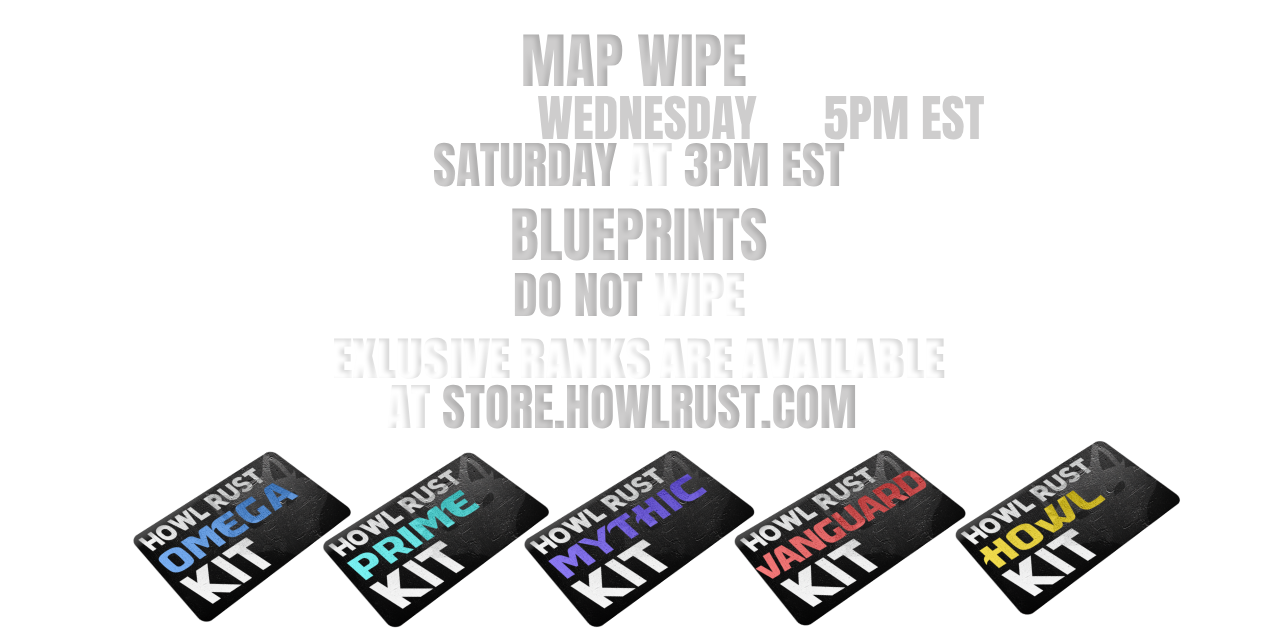 MAP WIPE
WEDNESDAY 5PM EST
SATURDAY AT 3PM EST
BLUEPRINTS
DO NOT WIPE
EXLUSIVE RANKS ARE AVAILABLE
AT STORE.HOWLRUST.COM
HOWL RUST
OMEGA
KIT
HOWL RUST
PRIME
KIT
HOWL RUST
MYTHIC
KIT
HOWL RUST
VANGUARD
KIT
HOWL RUST
HOWL
KIT